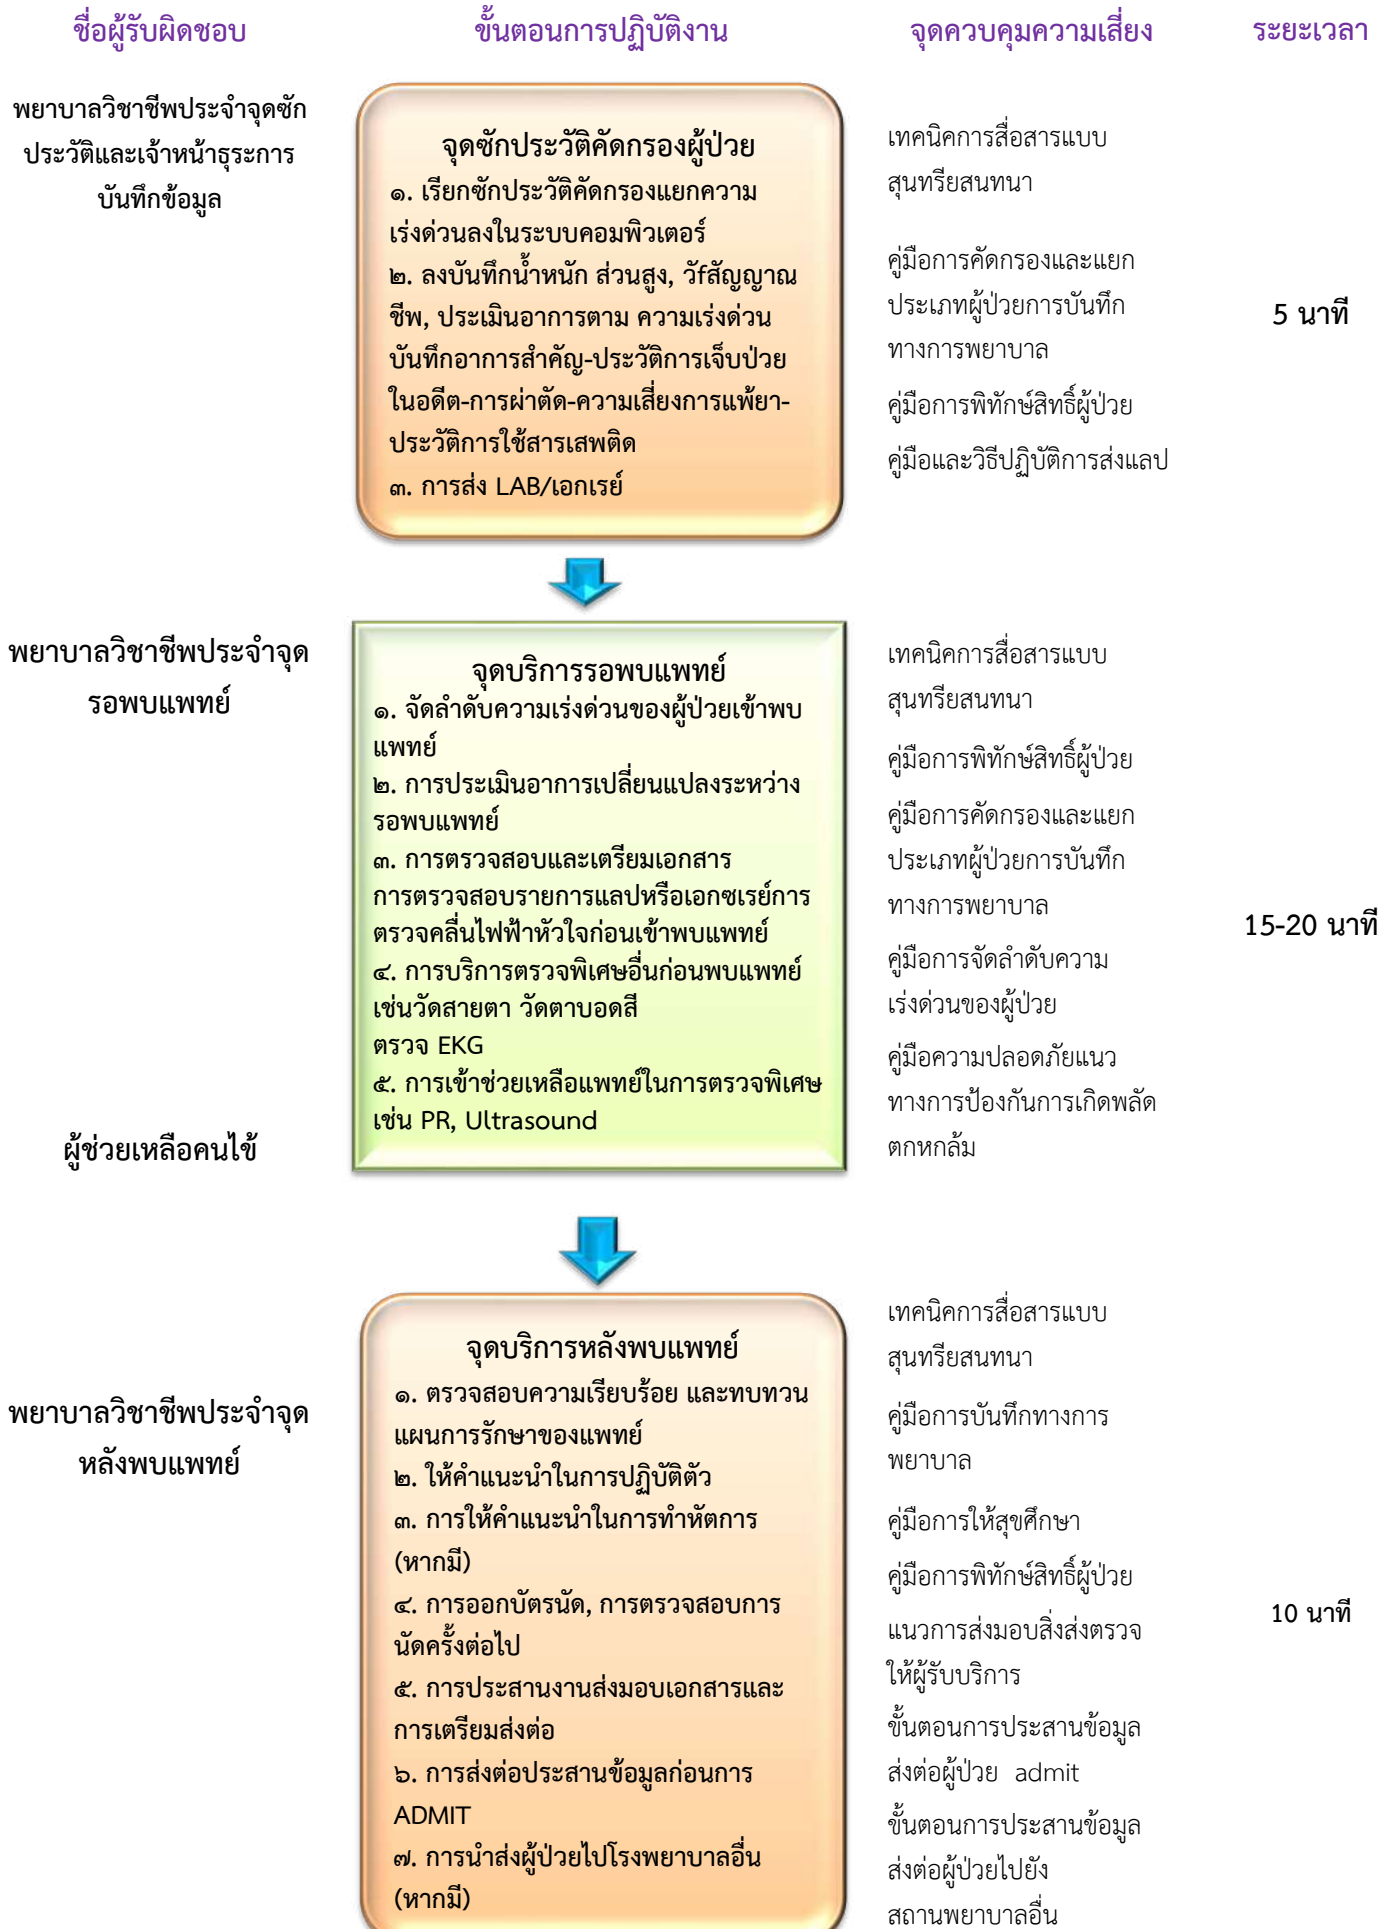 ชื่อผู้รับผิดชอบ
ขั้นตอนการปฏิบัติงาน
จุดควบคุมความเสี่ยง
ระยะเวลา
พยาบาลวิชาชีพประจำจุดซัก
ประวัติและเจ้าหน้าธุระการ
บันทึกข้อมูล
จุดซักประวัติคัดกรองผู้ป่วย
๑. เรียกซักประวัติคัดกรองแยกความ
เร่งด่วนลงในระบบคอมพิวเตอร์
๒. ลงบันทึกน้ำหนัก ส่วนสูง, วัfสัญญาณ
ชีพ, ประเมินอาการตาม ความเร่งด่วน
บันทึกอาการสำคัญ-ประวัติการเจ็บป่วย
ในอดีต-การผ่าตัด-ความเสี่ยงการแพ้ยา-
ประวัติการใช้สารเสพติด
๓. การส่ง LAB/เอกเรย์
เทคนิคการสื่อสารแบบ
สุนทรียสนทนา
คู่มือการคัดกรองและแยก
ประเภทผู้ป่วยการบันทึก
ทางการพยาบาล
คู่มือการพิทักษ์สิทธิ์ผู้ป่วย
คู่มือและวิธีปฏิบัติการส่งแลป
5 นาที
พยาบาลวิชาชีพประจำจุด
รอพบแพทย์
ผู้ช่วยเหลือคนไข้
จุดบริการรอพบแพทย์
๑. จัดลำดับความเร่งด่วนของผู้ป่วยเข้าพบ
แพทย์
๒. การประเมินอาการเปลี่ยนแปลงระหว่าง
รอพบแพทย์
๓. การตรวจสอบและเตรียมเอกสาร
การตรวจสอบรายการแลปหรือเอกซเรย์การ
ตรวจคลื่นไฟฟ้าหัวใจก่อนเข้าพบแพทย์
๔. การบริการตรวจพิเศษอื่นก่อนพบแพทย์
เช่นวัดสายตา วัดตาบอดสี
ตรวจ EKG
๕. การเข้าช่วยเหลือแพทย์ในการตรวจพิเศษ
เช่น PR, Ultrasound
เทคนิคการสื่อสารแบบ
สุนทรียสนทนา
คู่มือการพิทักษ์สิทธิ์ผู้ป่วย
คู่มือการคัดกรองและแยก
ประเภทผู้ป่วยการบันทึก
ทางการพยาบาล
คู่มือการจัดลำดับความ
เร่งด่วนของผู้ป่วย
คู่มือความปลอดภัยแนว
ทางการป้องกันการเกิดพลัด
ตกหกล้ม
15-20 นาที
พยาบาลวิชาชีพประจำจุด
หลังพบแพทย์
จุดบริการหลังพบแพทย์
๑. ตรวจสอบความเรียบร้อย และทบทวน
แผนการรักษาของแพทย์
๒. ให้คำแนะนำในการปฏิบัติตัว
๓. การให้คำแนะนำในการทำหัตการ
(หากมี)
๔. การออกบัตรนัด, การตรวจสอบการ
นัดครั้งต่อไป
๕. การประสานงานส่งมอบเอกสารและ
การเตรียมส่งต่อ
๖. การส่งต่อประสานข้อมูลก่อนการ
ADMIT
๗. การนำส่งผู้ป่วยไปโรงพยาบาลอื่น
(หากมี)
เทคนิคการสื่อสารแบบ
สุนทรียสนทนา
คู่มือการบันทึกทางการ
พยาบาล
คู่มือการให้สุขศึกษา
คู่มือการพิทักษ์สิทธิ์ผู้ป่วย
แนวการส่งมอบสิ่งส่งตรวจ
ให้ผู้รับบริการ
ขั้นตอนการประสานข้อมูล
ส่งต่อผู้ป่วย admit
ขั้นตอนการประสานข้อมูล
ส่งต่อผู้ป่วยไปยัง
สถานพยาบาลอื่น
10 นาที